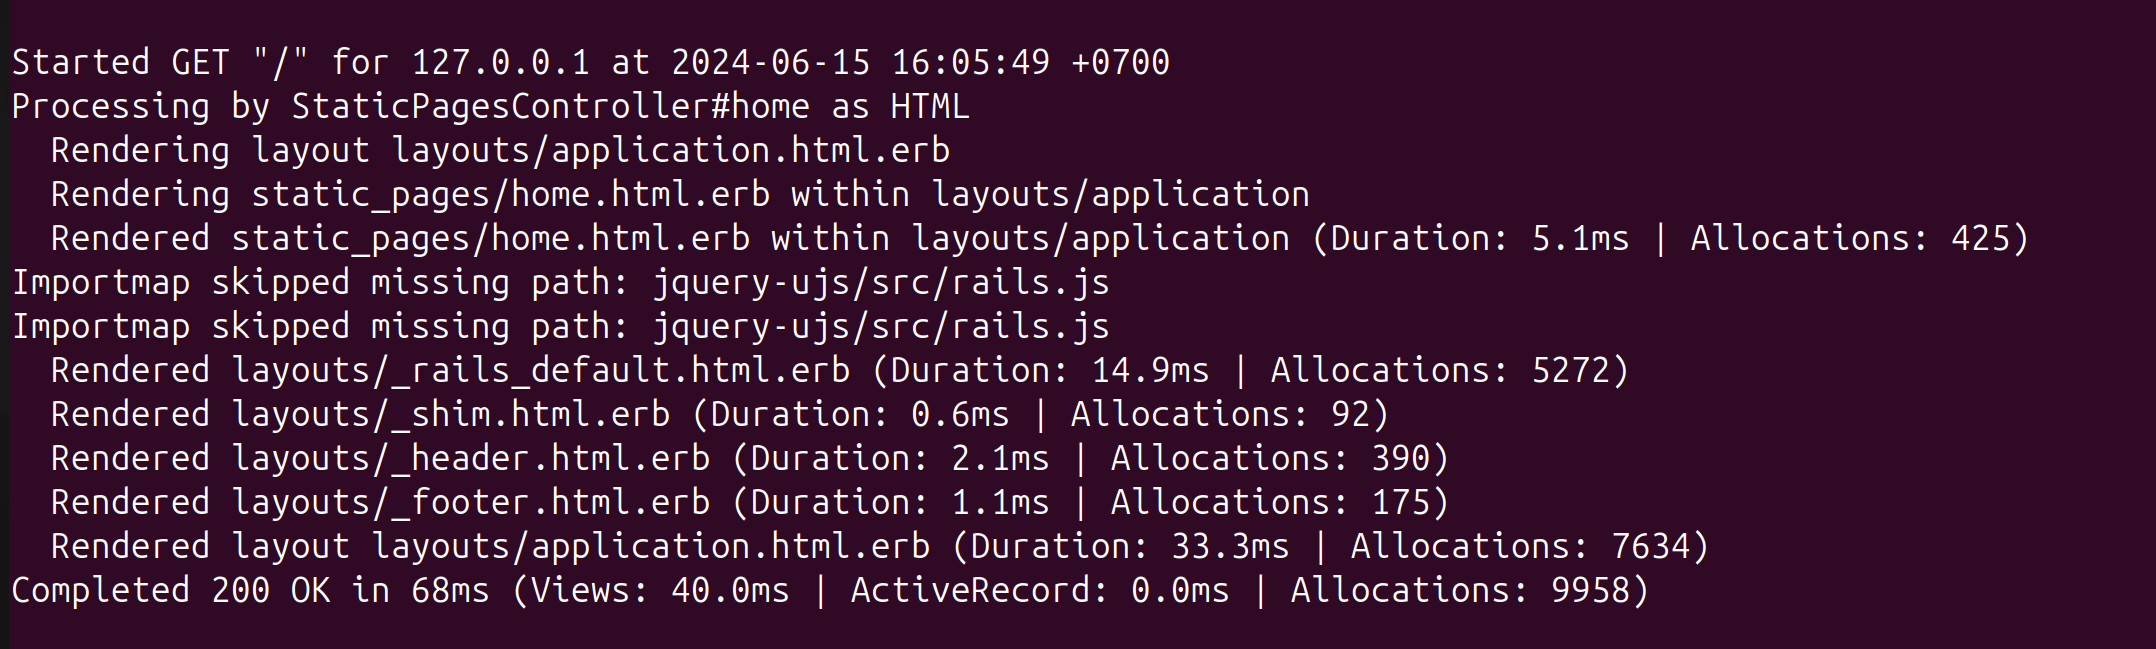 Started GET "/" for 127.0.0.1 at 2024-06-15 16:05:49 +0700
Processing by StaticPagesController#home as HTML
  Rendering layout layouts/application.html.erb
  Rendering static_pages/home.html.erb within layouts/application
  Rendered static_pages/home.html.erb within layouts/application (Duration: 5.1ms | Allocations: 425)
Importmap skipped missing path: jquery-ujs/src/rails.js
Importmap skipped missing path: jquery-ujs/src/rails.js
  Rendered layouts/_rails_default.html.erb (Duration: 14.9ms | Allocations: 5272)
  Rendered layouts/_shim.html.erb (Duration: 0.6ms | Allocations: 92)
  Rendered layouts/_header.html.erb (Duration: 2.1ms | Allocations: 390)
  Rendered layouts/_footer.html.erb (Duration: 1.1ms | Allocations: 175)
  Rendered layout layouts/application.html.erb (Duration: 33.3ms | Allocations: 7634)
Completed 200 OK in 68ms (Views: 40.0ms | ActiveRecord: 0.0ms | Allocations: 9958)